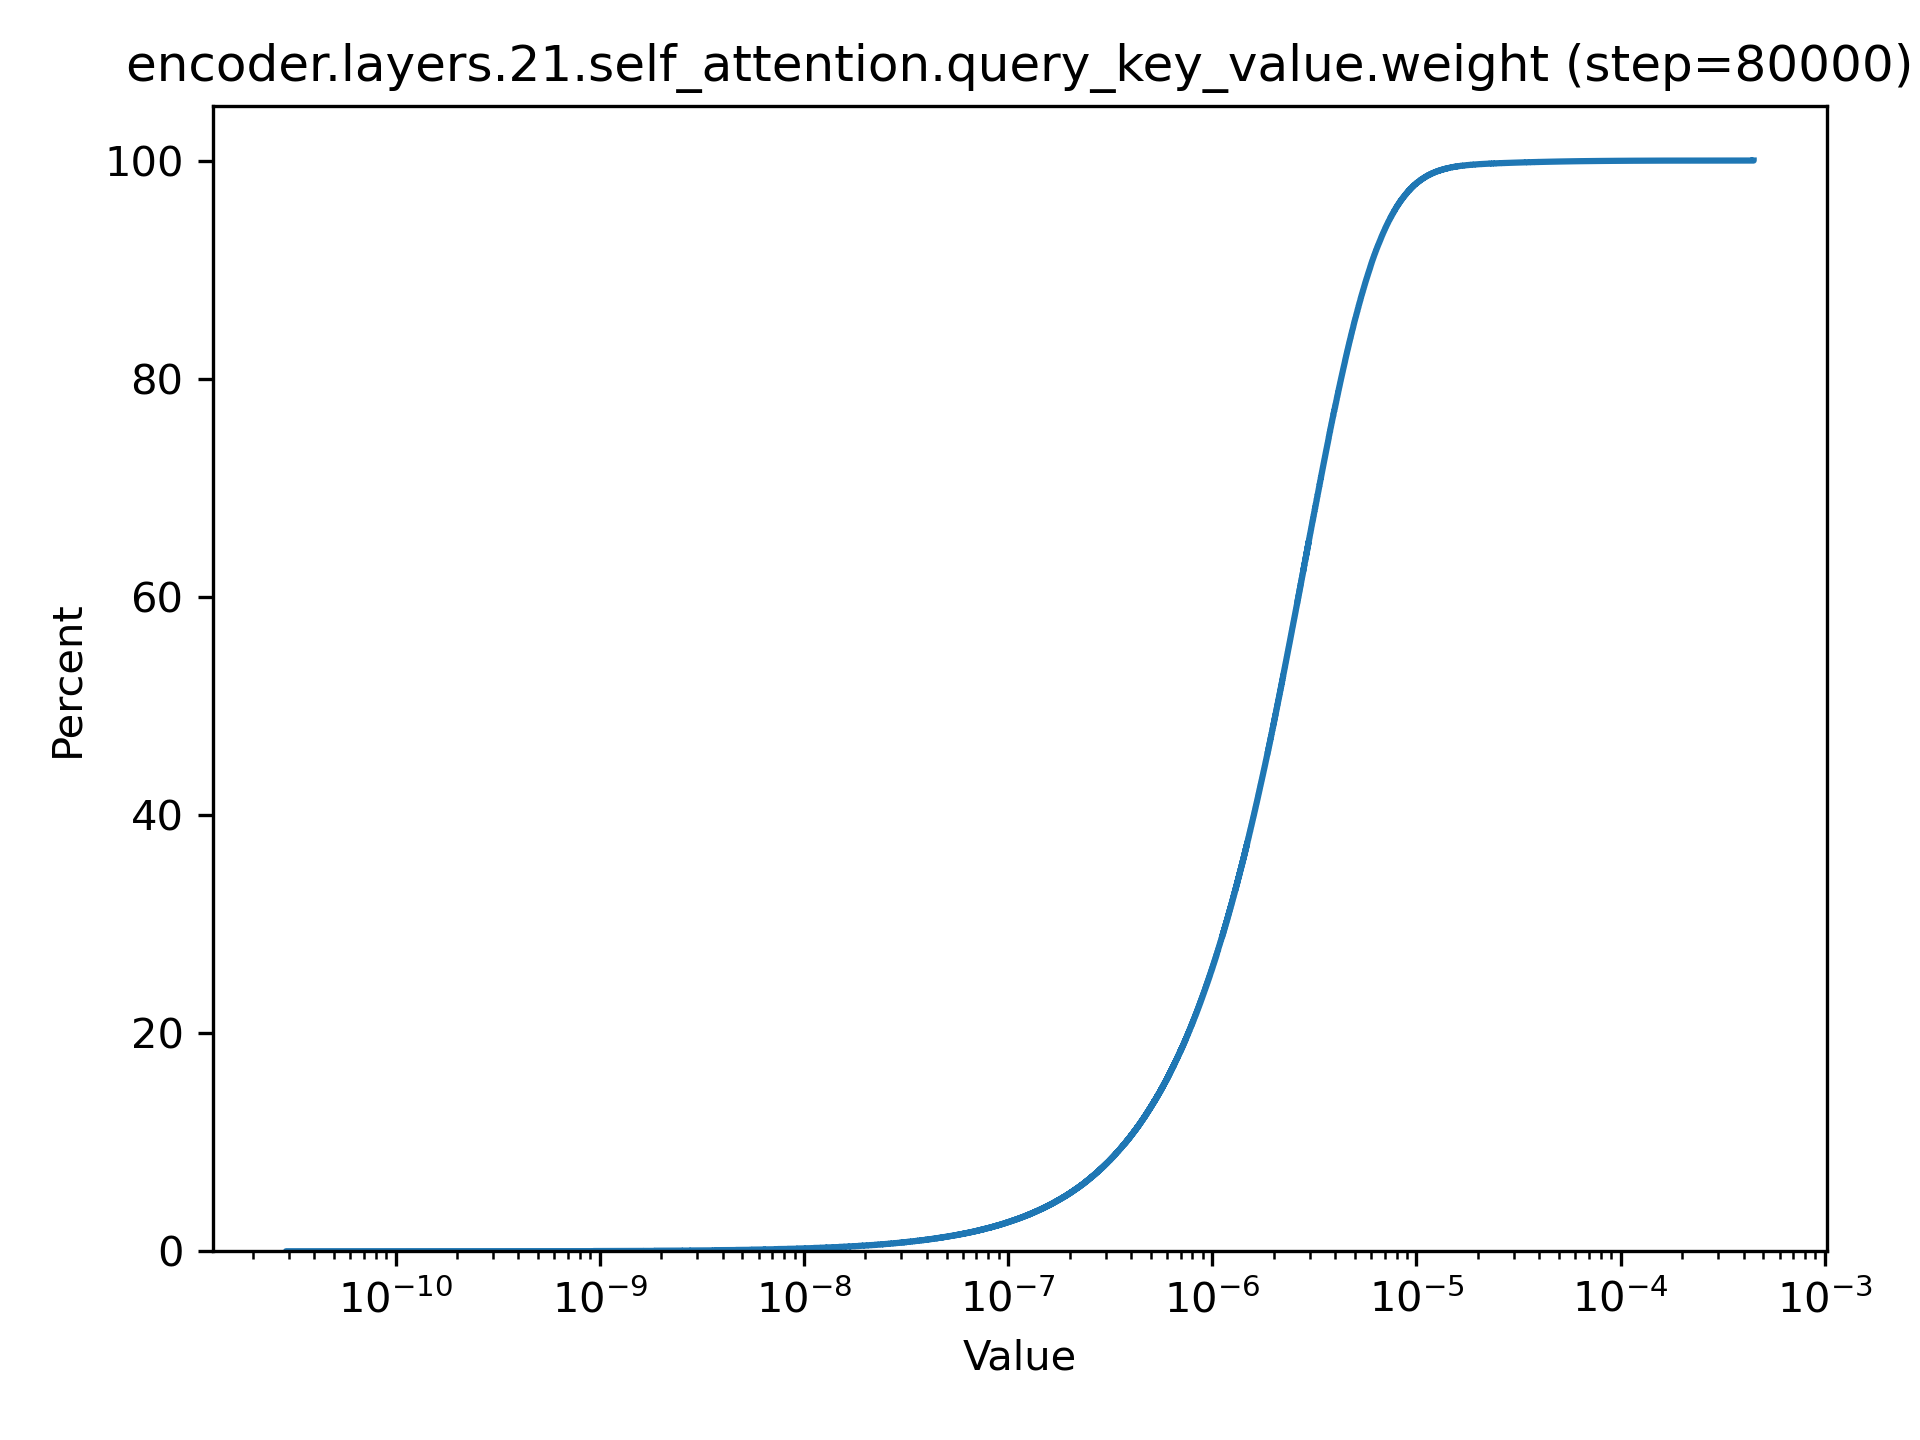 encoder.layers.21.self_attention.query_key_value.weight (step=80000)
100
80
60
40
20
0
Percent
10⁻¹⁰ 10⁻⁹ 10⁻⁸ 10⁻⁷ 10⁻⁶ 10⁻⁵ 10⁻⁴ 10⁻³
Value